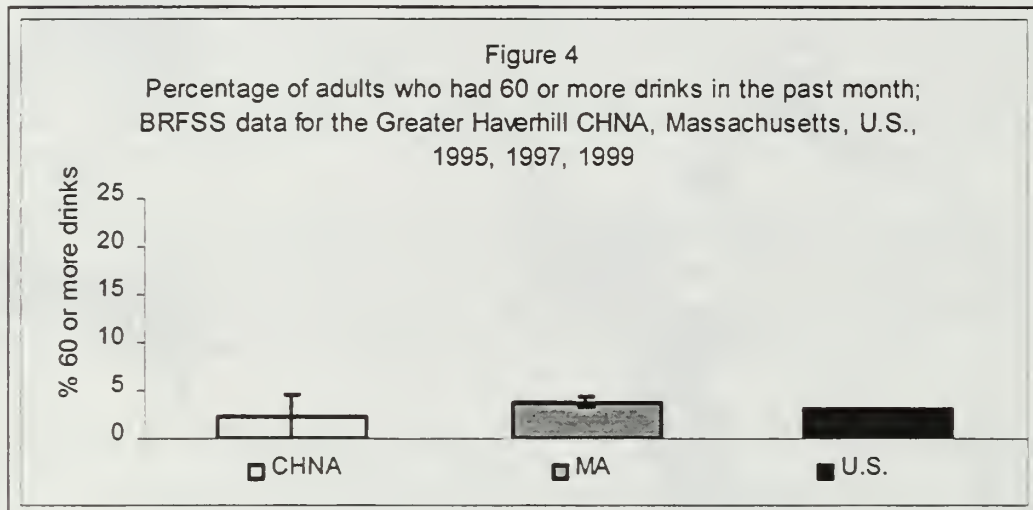 Figure 4
Percentage of adults who had 60 or more drinks in the past month;
BRFSS data for the Greater Haverhill CHNA, Massachusetts, U.S.,
1995, 1997, 1999
% 60 or more drinks
25
20
15
10
5
0
CHNA
MA
U.S.